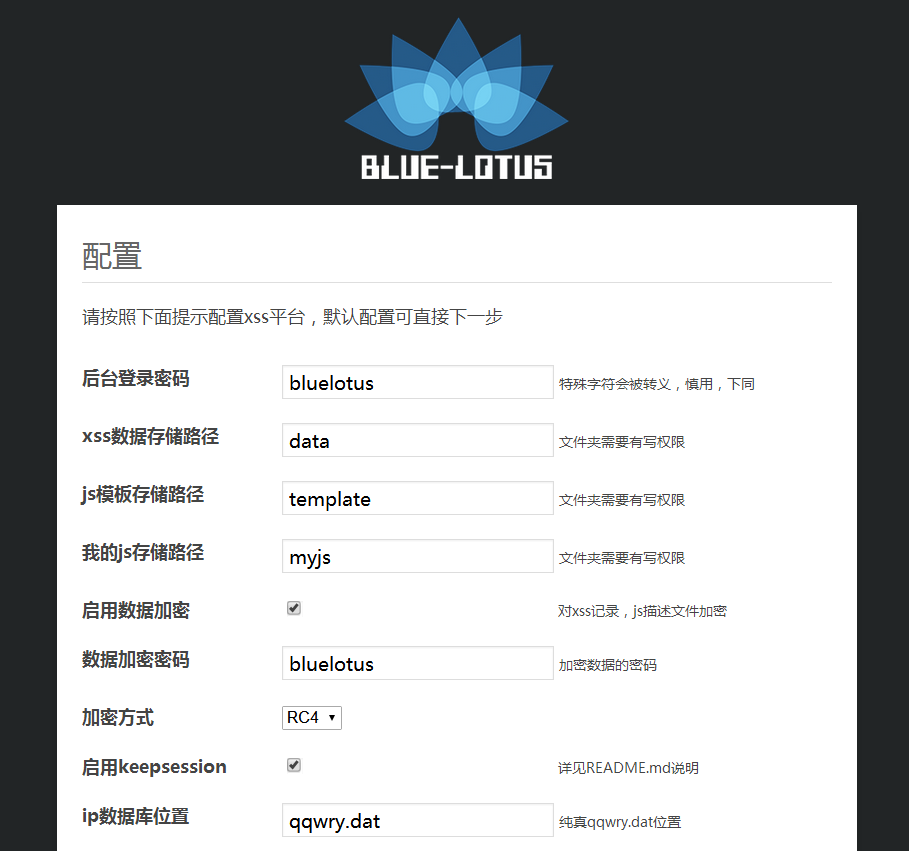 BLUE-LOTUS
配置
请按照下面提示配置xss平台，默认配置可直接下一步
后台登录密码 bluelotus 特殊字符会被转义，慎用，下同
xss数据存储路径 data 文件夹需要有写权限
js模板存储路径 template 文件夹需要有写权限
我的js存储路径 myjs 文件夹需要有写权限
启用数据加密 对xss记录，js描述文件加密
数据加密密码 bluelotus 加密数据的密码
加密方式 RC4
启用keepsession 详见README.md说明
ip数据库位置 qqwry.dat 纯真qqwry.dat位置